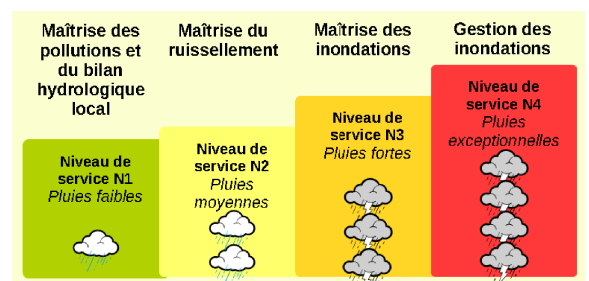 Maîtrise des
pollutions et
du bilan
hydrologique
local
Maîtrise du
ruissellement
Maîtrise des
inondations
Gestion des
inondations
Niveau de
service N1
Pluies faibles
Niveau de
service N2
Pluies
moyennes
Niveau de
service N3
Pluies fortes
Niveau de
service N4
Pluies
exceptionnelles